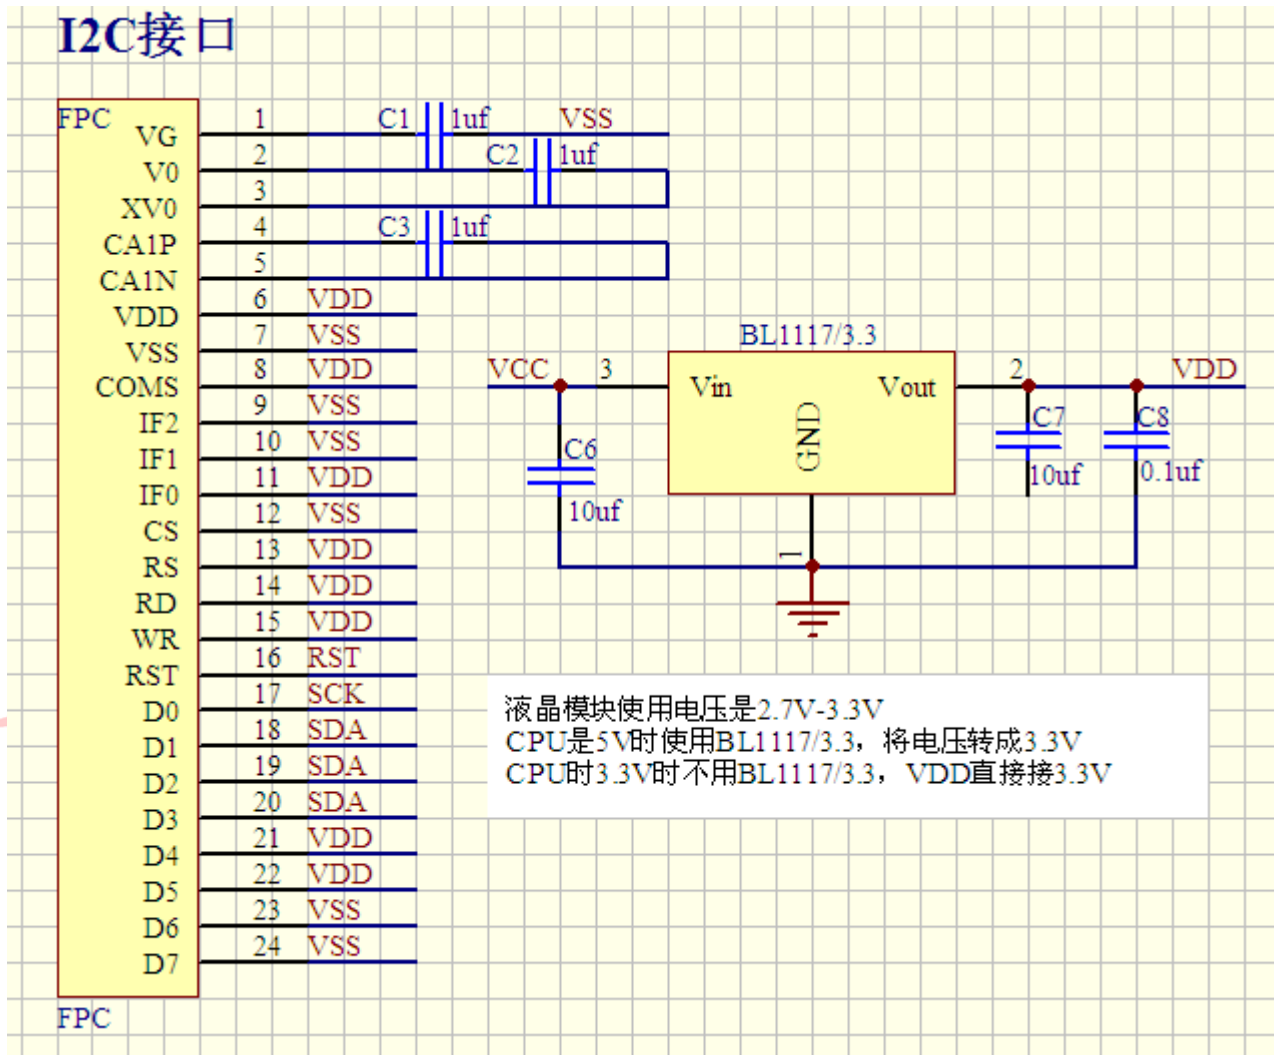 I2C接口
FPC
VG 1 C1 1uf VSS
V0 2 C2 1uf
XV0 3
CA1P 4 C3 1uf
CA1N 5
VDD 6 VDD
VSS 7 VSS
COMS 8 VDD
IF2 9 VSS
IF1 10 VSS
IF0 11 VDD
CS 12 VSS
RS 13 VDD
RD 14 VDD
WR 15 VDD
RST 16 RST
D0 17 SCK
D1 18 SDA
D2 19 SDA
D3 20 SDA
D4 21 VDD
D5 22 VDD
D6 23 VSS
D7 24 VSS
FPC
BL1117/3.3
VCC 3 Vin Vout 2 VDD
GND
C6
10uf
C7
10uf
C8
0.1uf
1
液晶模块使用电压是2.7V-3.3V
CPU是5V时使用BL1117/3.3，将电压转成3.3V
CPU时3.3V时不用BL1117/3.3，VDD直接接3.3V